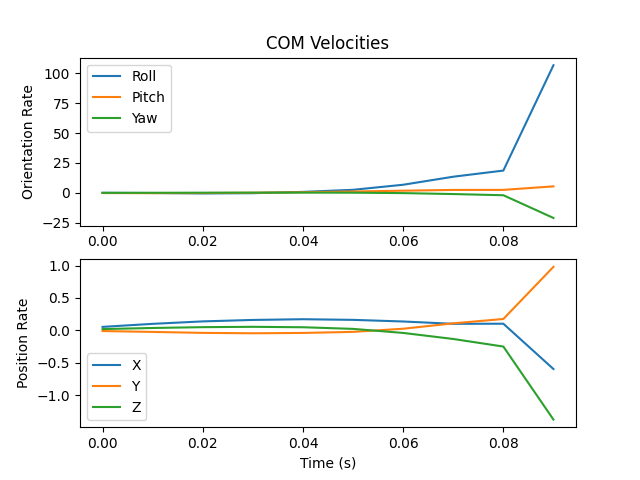 COM Velocities
Orientation Rate
100
75
50
25
0
−25
Roll
Pitch
Yaw
0.00 0.02 0.04 0.06 0.08
Position Rate
1.0
0.5
0.0
−0.5
−1.0
X
Y
Z
0.00 0.02 0.04 0.06 0.08
Time (s)